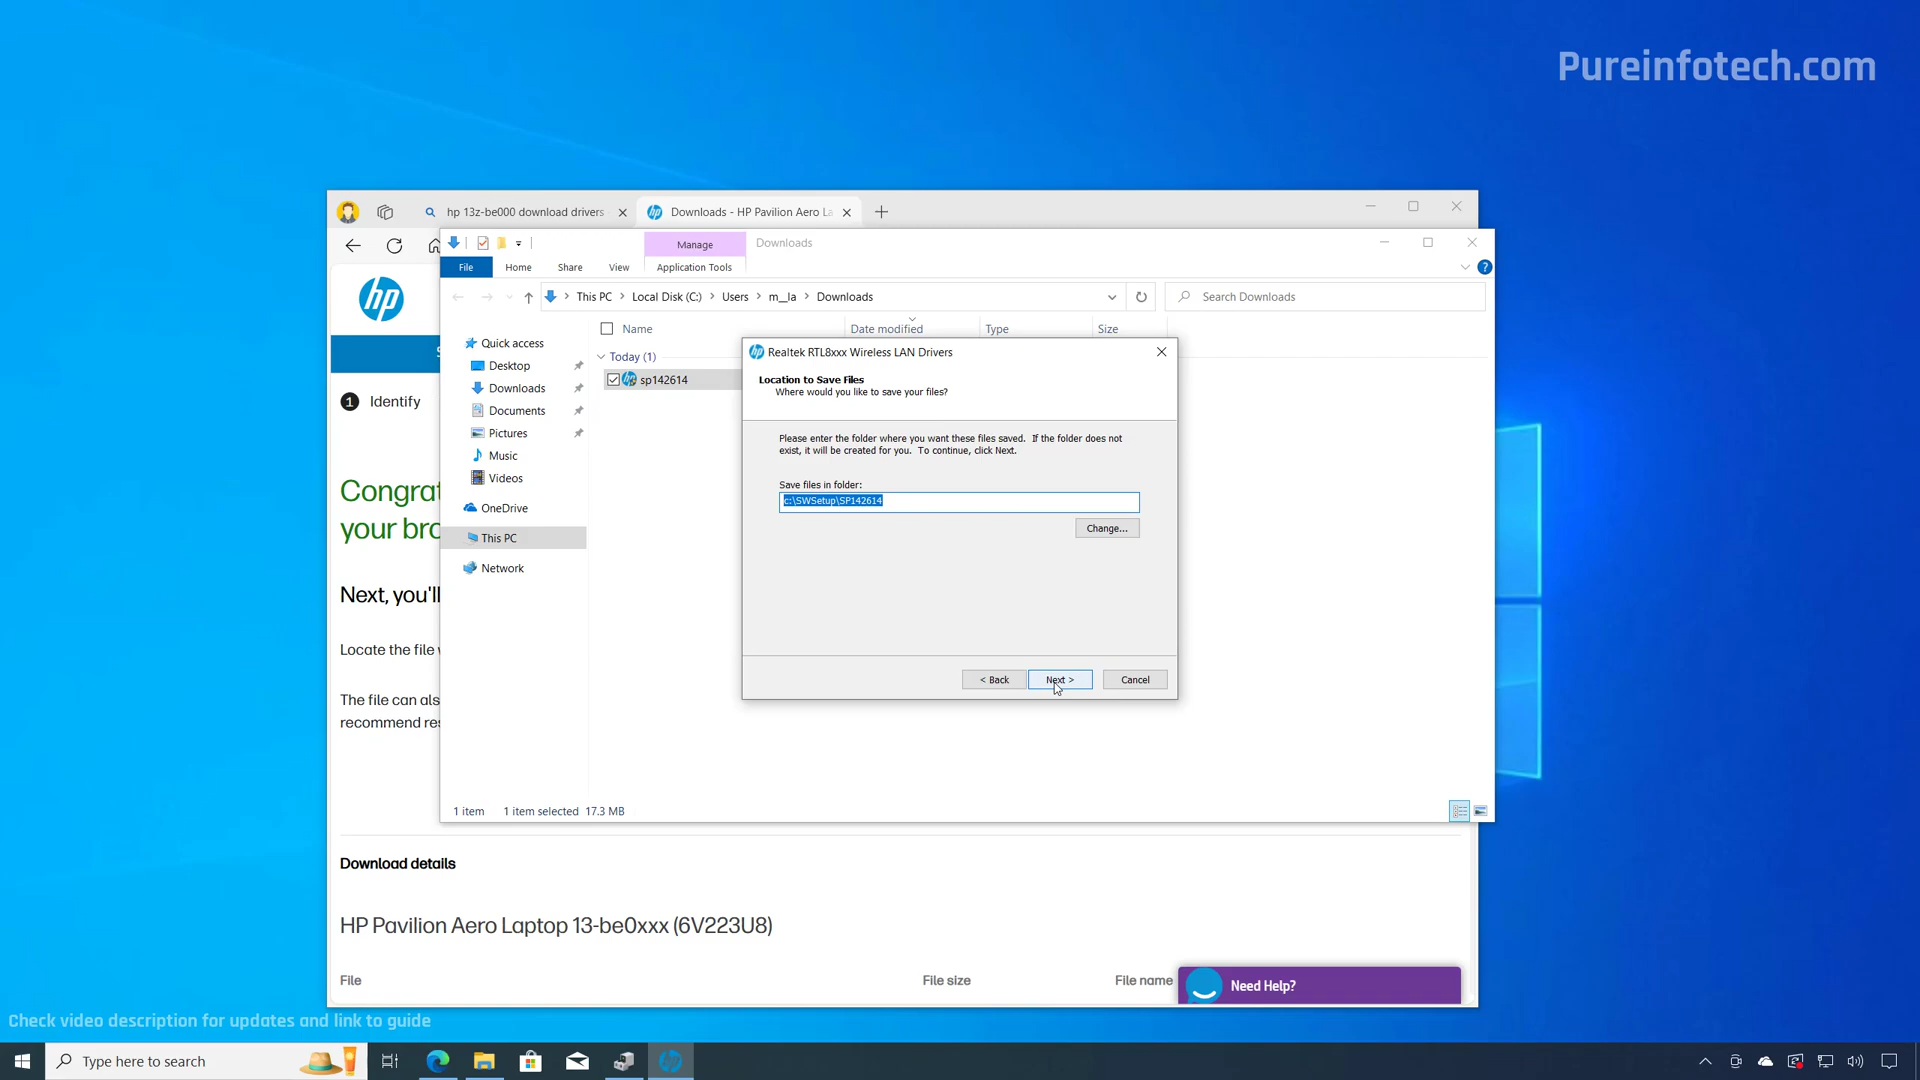 Pureinfotech.com
hp 13z-be000 download drivers
Downloads - HP Pavilion Aero La
Manage
Downloads
File
Home
Share
View
Application Tools
This PC
Local Disk (C:)
Users
m__la
Downloads
Search Downloads
Name
Date modified
Type
Size
Quick access
Desktop
Downloads
Documents
Pictures
Music
Videos
OneDrive
This PC
Network
Today (1)
sp142614
hp
1 Identify
Congrat
your bro
Next, you'll
Locate the file
The file can als
recommend res
Realtek RTL8xxx Wireless LAN Drivers
Location to Save Files
Where would you like to save your files?
Please enter the folder where you want these files saved. If the folder does not
exist, it will be created for you. To continue, click Next.
Save files in folder:
c:\SWSetup\SP142614
Change...
< Back
Next >
Cancel
1 item
1 item selected 17.3 MB
Download details
HP Pavilion Aero Laptop 13-be0xxx (6V223U8)
File
File size
File name
Need Help?
Check video description for updates and link to guide
Type here to search